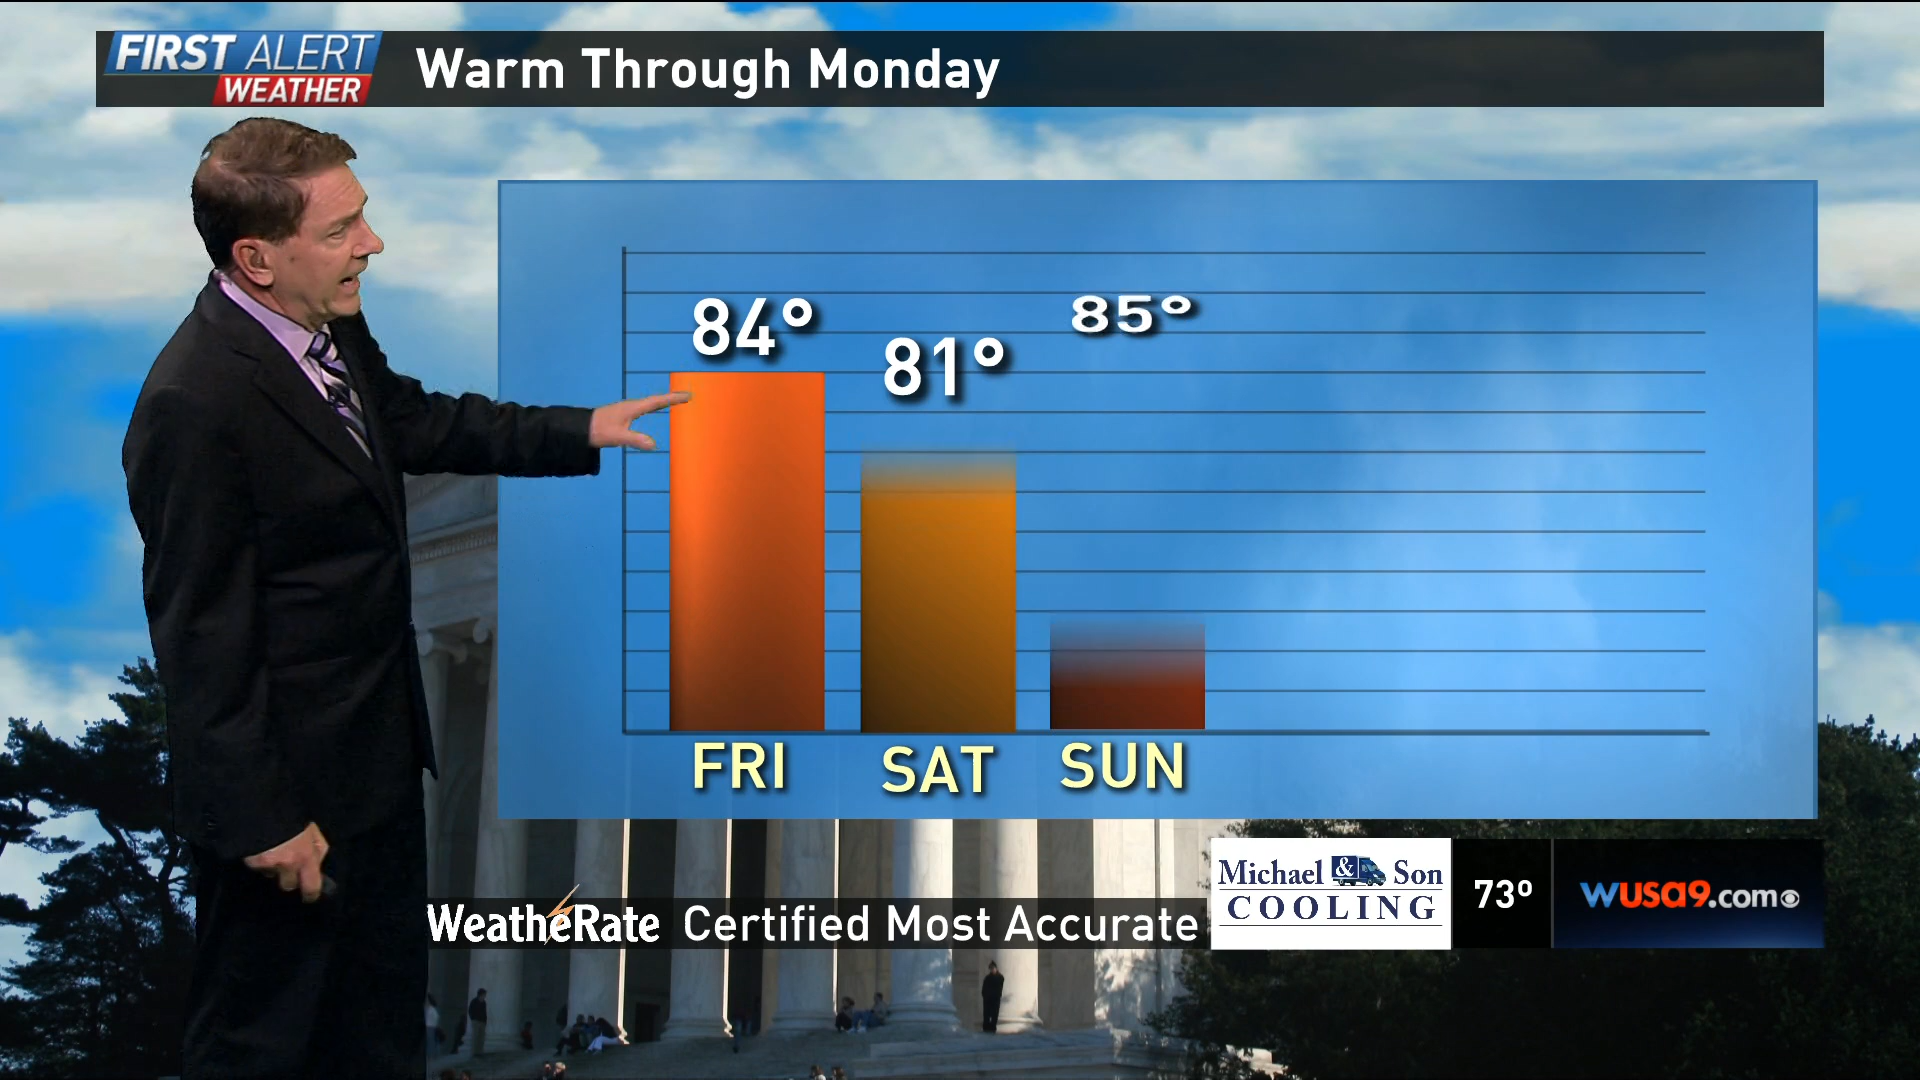 FIRST ALERT
WEATHER
Warm Through Monday
84°
81°
85°
FRI
SAT
SUN
WeatheRate Certified Most Accurate
Michael & Son
COOLING
73°
WUSA9.com